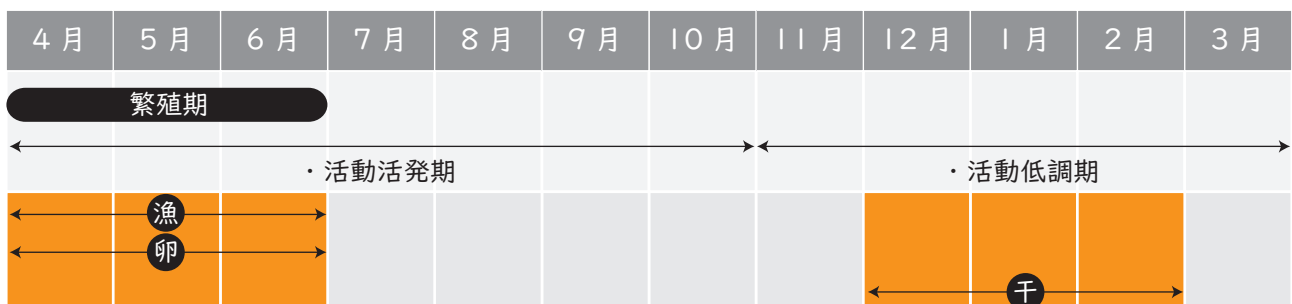 4月 5月 6月 7月 8月 9月 10月 11月 12月 1月 2月 3月
繁殖期
・活動活発期 ・活動低調期
漁
卵
干